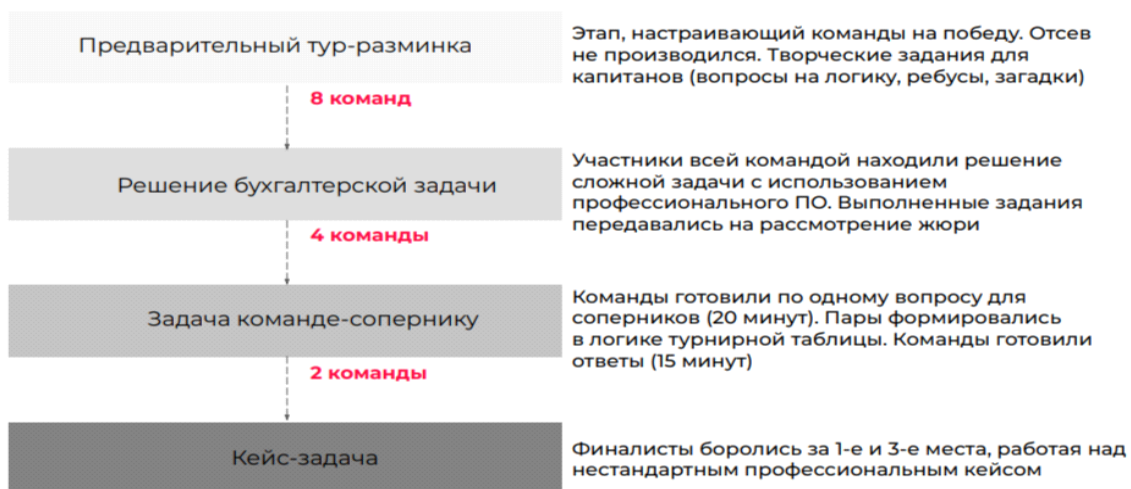 Предварительный тур-разминка
Этап, настраивающий команды на победу. Отсев
не производился. Творческие задания для
капитанов (вопросы на логику, ребусы, загадки)
8 команд
Решение бухгалтерской задачи
Участники всей командой находили решение
сложной задачи с использованием
профессионального ПО. Выполненные задания
передавались на рассмотрение жюри
4 команды
Задача команде-сопернику
Команды готовили по одному вопросу для
соперников (20 минут). Пары формировались
в логике турнирной таблицы. Команды готовили
ответы (15 минут)
2 команды
Кейс-задача
Финалисты боролись за 1-е и 3-е места, работая над
нестандартным профессиональным кейсом